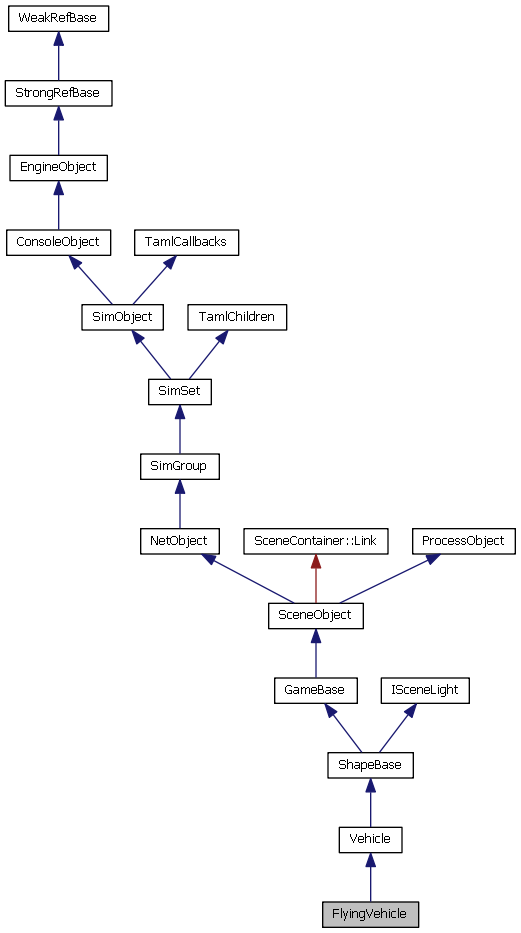 WeakRefBase
StrongRefBase
EngineObject
ConsoleObject
TamlCallbacks
SimObject
TamlChildren
SimSet
SimGroup
NetObject
SceneContainer::Link
ProcessObject
SceneObject
GameBase
ISceneLight
ShapeBase
Vehicle
FlyingVehicle